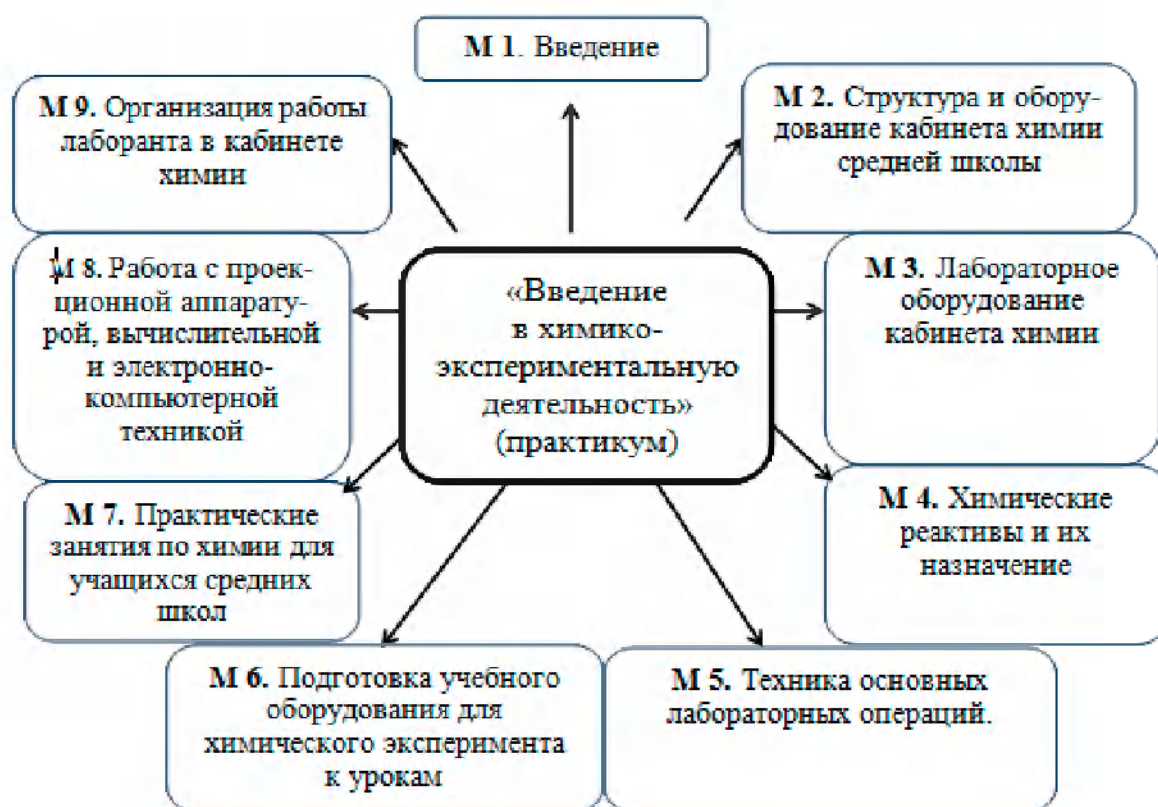 М 1. Введение
М 2. Структура и обору-
дование кабинета химии
средней школы
М 3. Лабораторное
оборудование
кабинета химии
М 4. Химические
реактивы и их
назначение
М 5. Техника основных
лабораторных операций.
М 6. Подготовка учебного
оборудования для
химического эксперимента
к урокам
М 7. Практические
занятия по химии для
учащихся средних
школ
М 8. Работа с проек-
ционной аппарату-
рой, вычислительной
и электронно-
компьютерной
техникой
М 9. Организация работы
лаборанта в кабинете
химии
«Введение
в химико-
экспериментальную
деятельность»
(практикум)